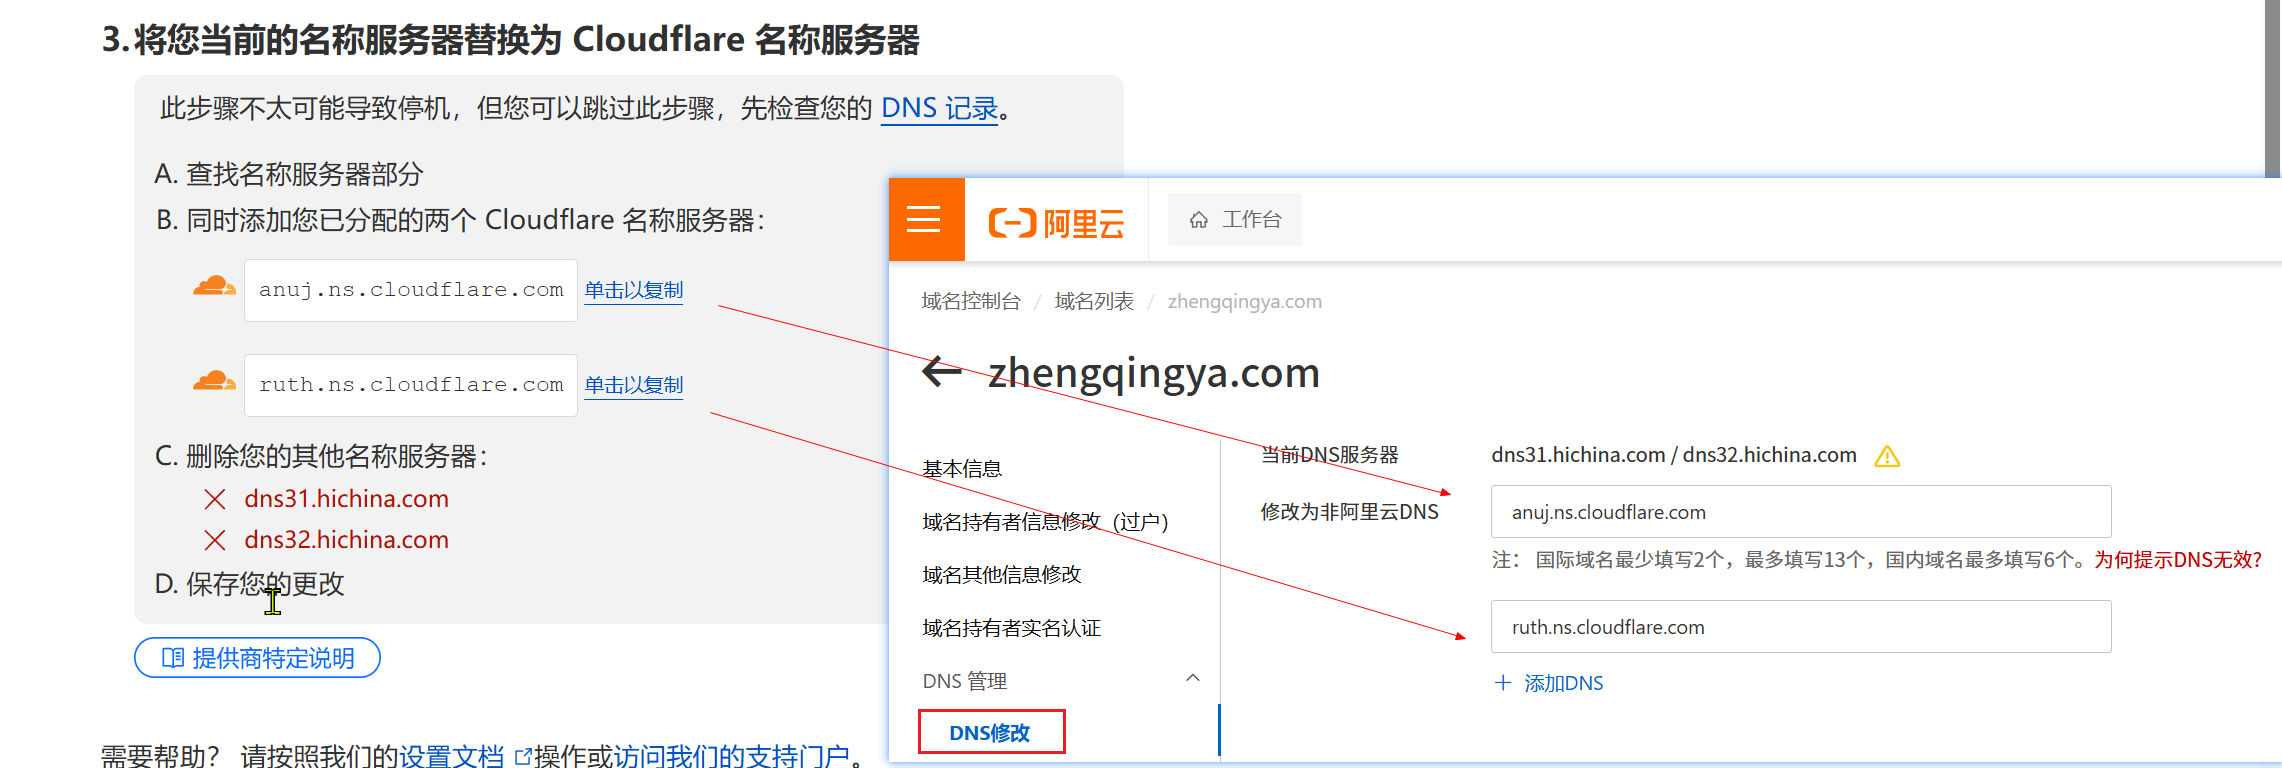 3.将您当前的名称服务器替换为 Cloudflare 名称服务器
此步骤不太可能导致停机，但您可以跳过此步骤，先检查您的 DNS 记录。
A. 查找名称服务器部分
B. 同时添加您已分配的两个 Cloudflare 名称服务器：
anuj.ns.cloudflare.com 单击以复制
ruth.ns.cloudflare.com 单击以复制
C. 删除您的其他名称服务器：
dns31.hichina.com
dns32.hichina.com
D. 保存您的更改
提供商特定说明
需要帮助？ 请按照我们的设置文档 操作或访问我们的支持门户。
阿里云 工作台
域名控制台 / 域名列表 / zhengqingya.com
zhengqingya.com
基本信息
域名持有者信息修改（过户）
域名其他信息修改
域名持有者实名认证
DNS 管理
DNS修改
当前DNS服务器 dns31.hichina.com / dns32.hichina.com
修改为非阿里云DNS anuj.ns.cloudflare.com
注： 国际域名最少填写2个，最多填写13个，国内域名最多填写6个。为何提示DNS无效?
ruth.ns.cloudflare.com
添加DNS